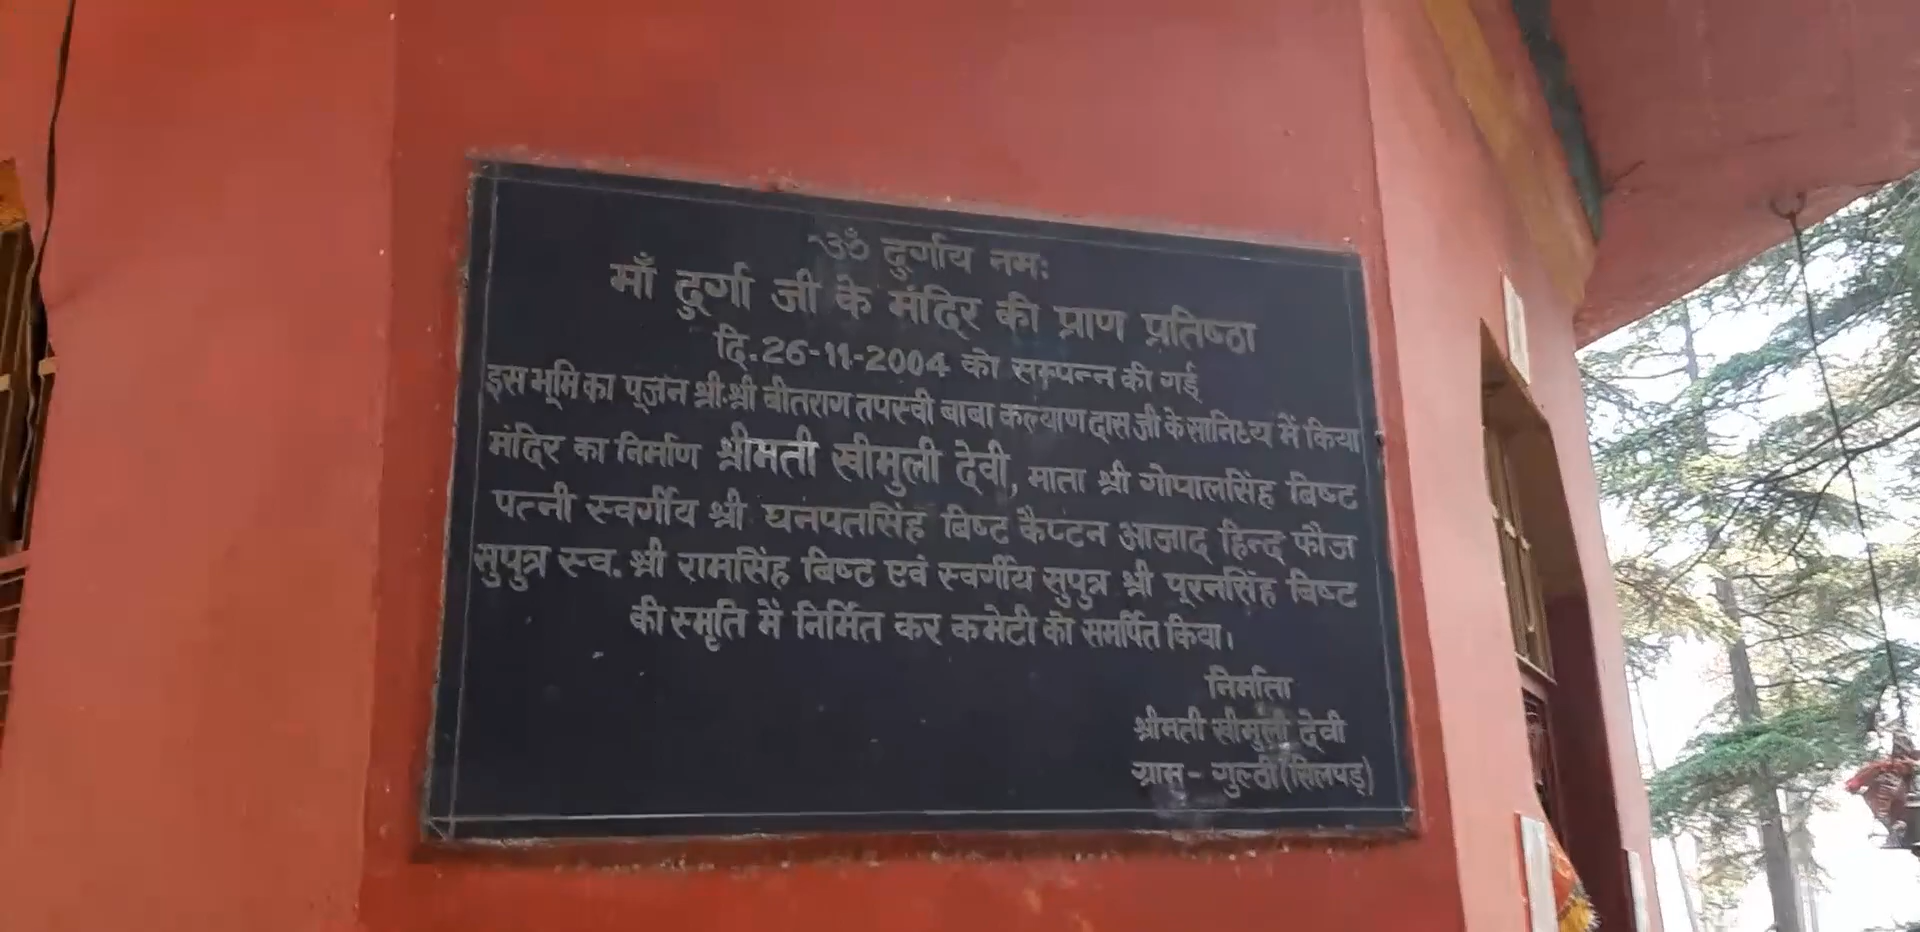 ॐ दुर्गाय नमः
माँ दुर्गा जी के मंदिर की प्राण प्रतिष्ठा
दि.26-11-2004 को सम्पन्न की गई
इस भूमि का पूजन श्री श्री बीतराग तपस्वी बाबा कल्याण दास जी के सानिध्य में किया
मंदिर का निर्माण श्रीमती खीमुली देवी, माता श्री गोपालसिंह बिष्ट
पत्नी स्वर्गीय श्री घनपतसिंह बिष्ट कैप्टन आजाद हिन्द फौज
सुपुत्र स्व. श्री रामसिंह बिष्ट एवं स्वर्गीय सुपुत्र श्री पूरनसिंह बिष्ट
की स्मृति में निर्मित कर कमेटी को समर्पित किया।
निर्माता
श्रीमती खीमुली देवी
ग्राम - गुल्ठी (सिलपड़)